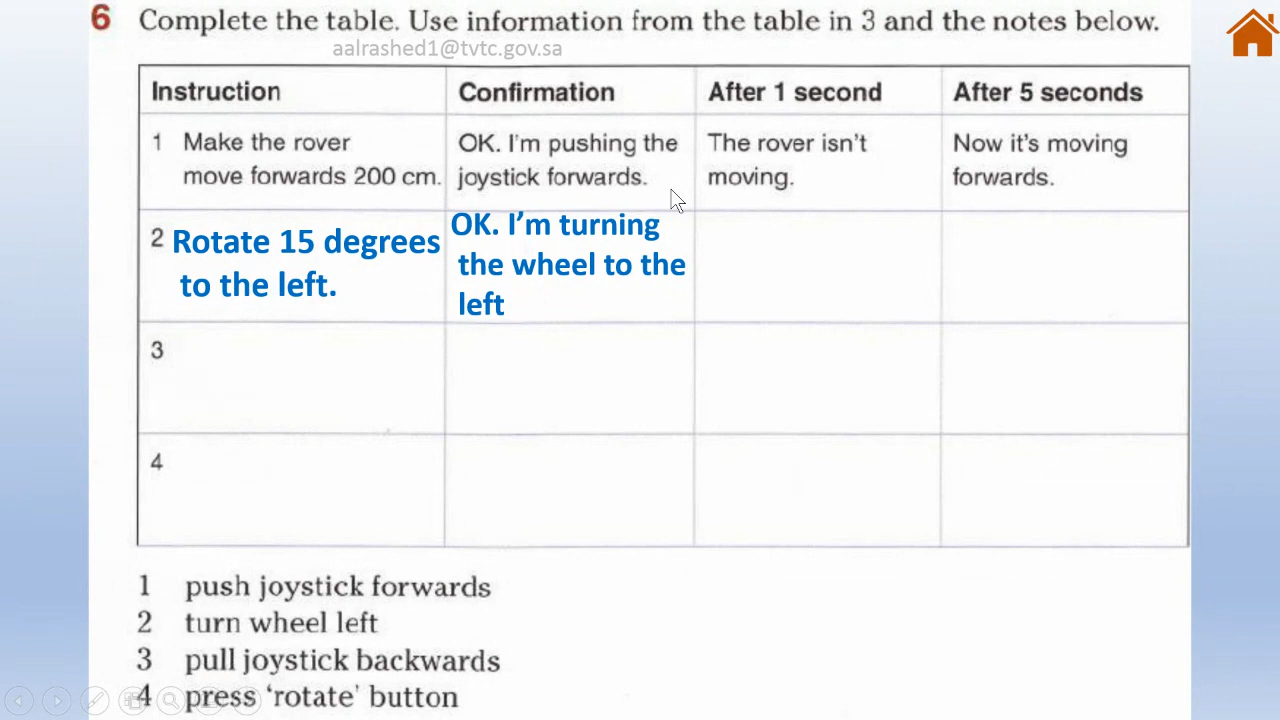 6 Complete the table. Use information from the table in 3 and the notes below.
aalrashed1@tvtc.gov.sa
Instruction Confirmation After 1 second After 5 seconds
1 Make the rover OK. I'm pushing the The rover isn't Now it's moving
move forwards 200 cm. joystick forwards. moving. forwards.
2 Rotate 15 degrees OK. I'm turning
to the left. the wheel to the
left
3
4
1 push joystick forwards
2 turn wheel left
3 pull joystick backwards
4 press 'rotate' button